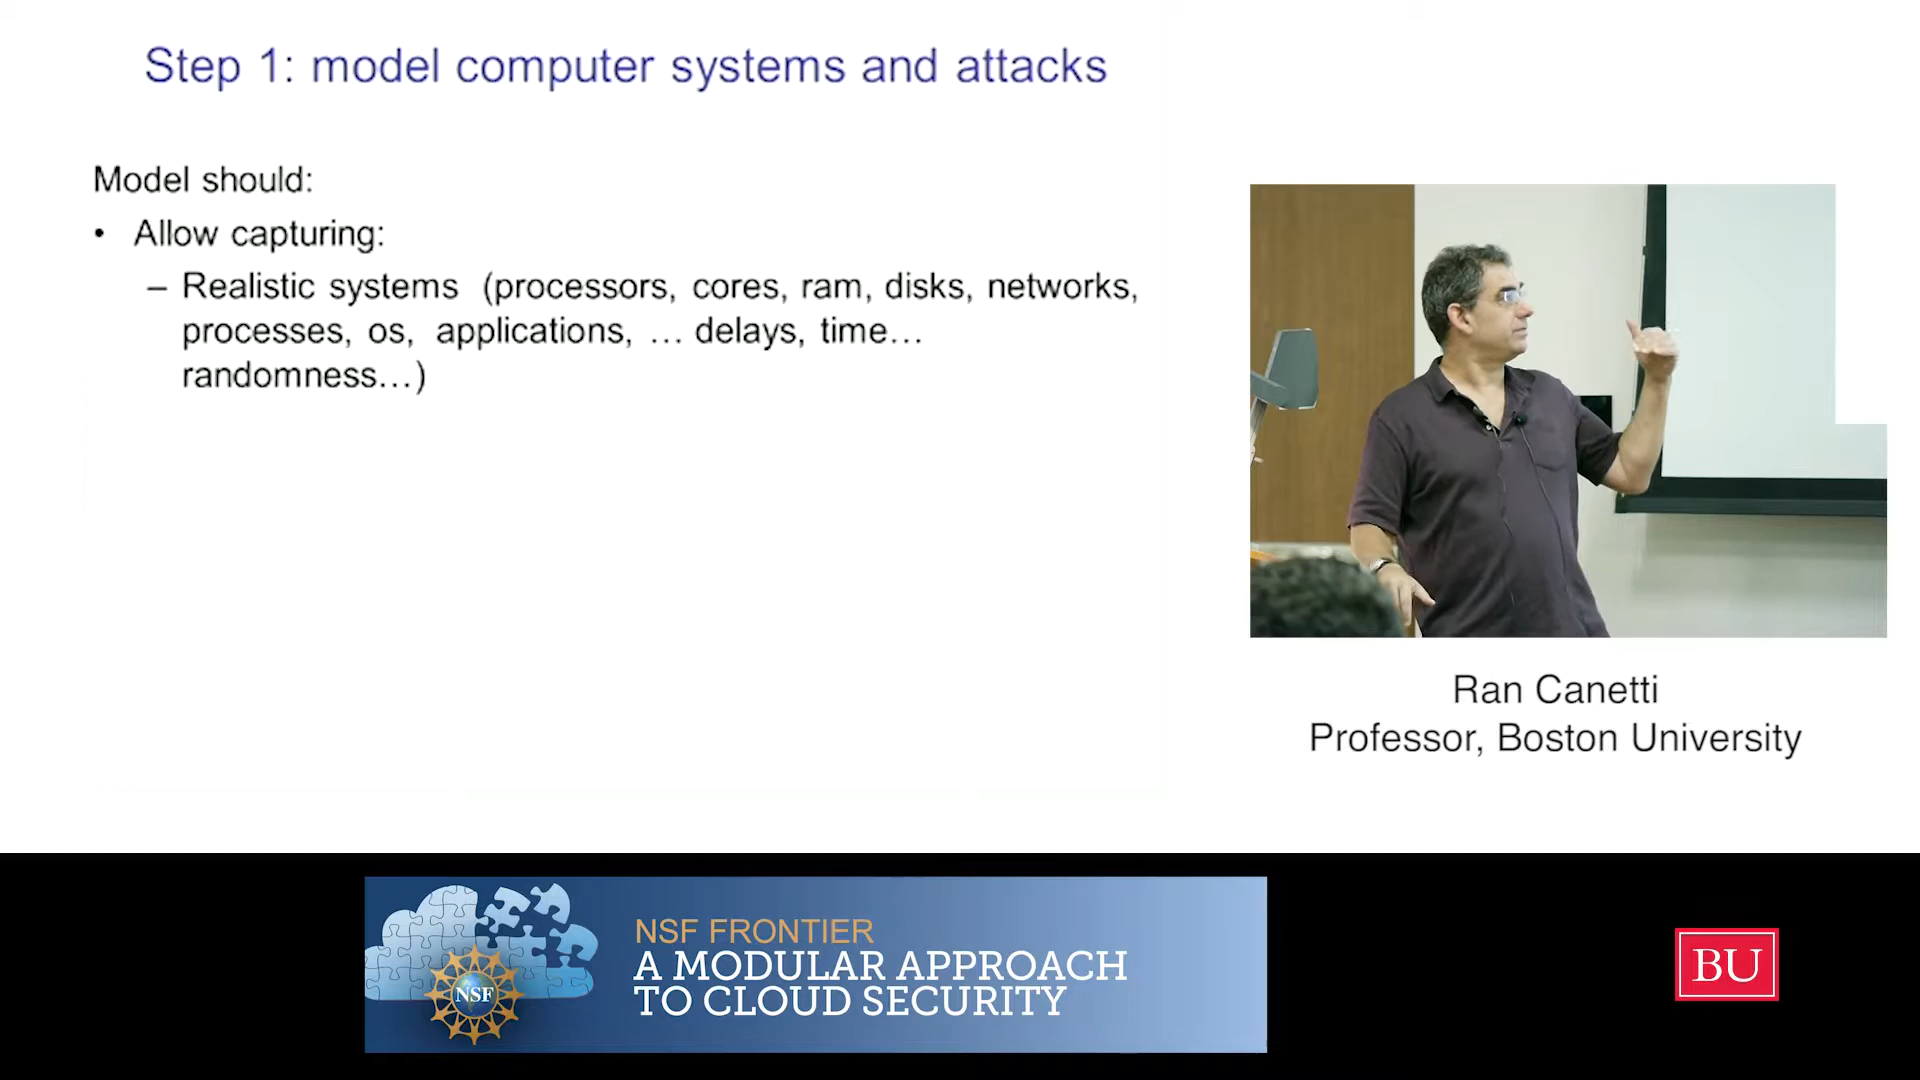 Step 1: model computer systems and attacks
Model should:
• Allow capturing:
– Realistic systems (processors, cores, ram, disks, networks,
processes, os, applications, … delays, time…
randomness…)
Ran Canetti
Professor, Boston University
NSF FRONTIER
A MODULAR APPROACH
TO CLOUD SECURITY
NSF
BU